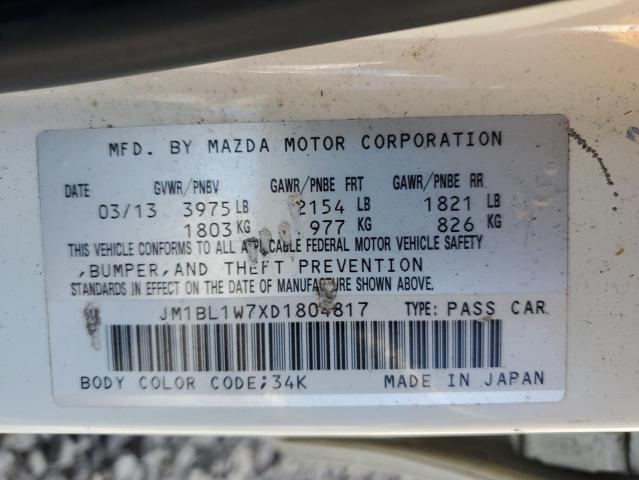 MFD. BY MAZDA MOTOR CORPORATION
DATE GVWR/PNBV GAWR/PNBE FRT GAWR/PNBE RR
03/13 3975 LB 2154 LB 1821 LB
1803 KG 977 KG 826 KG
THIS VEHICLE CONFORMS TO ALL APPLICABLE FEDERAL MOTOR VEHICLE SAFETY
,BUMPER,AND THEFT PREVENTION
STANDARDS IN EFFECT ON THE DATE OF MANUFACTURE SHOWN ABOVE.
JM1BL1W7XD1804817 TYPE: PASS CAR
BODY COLOR CODE;34K MADE IN JAPAN